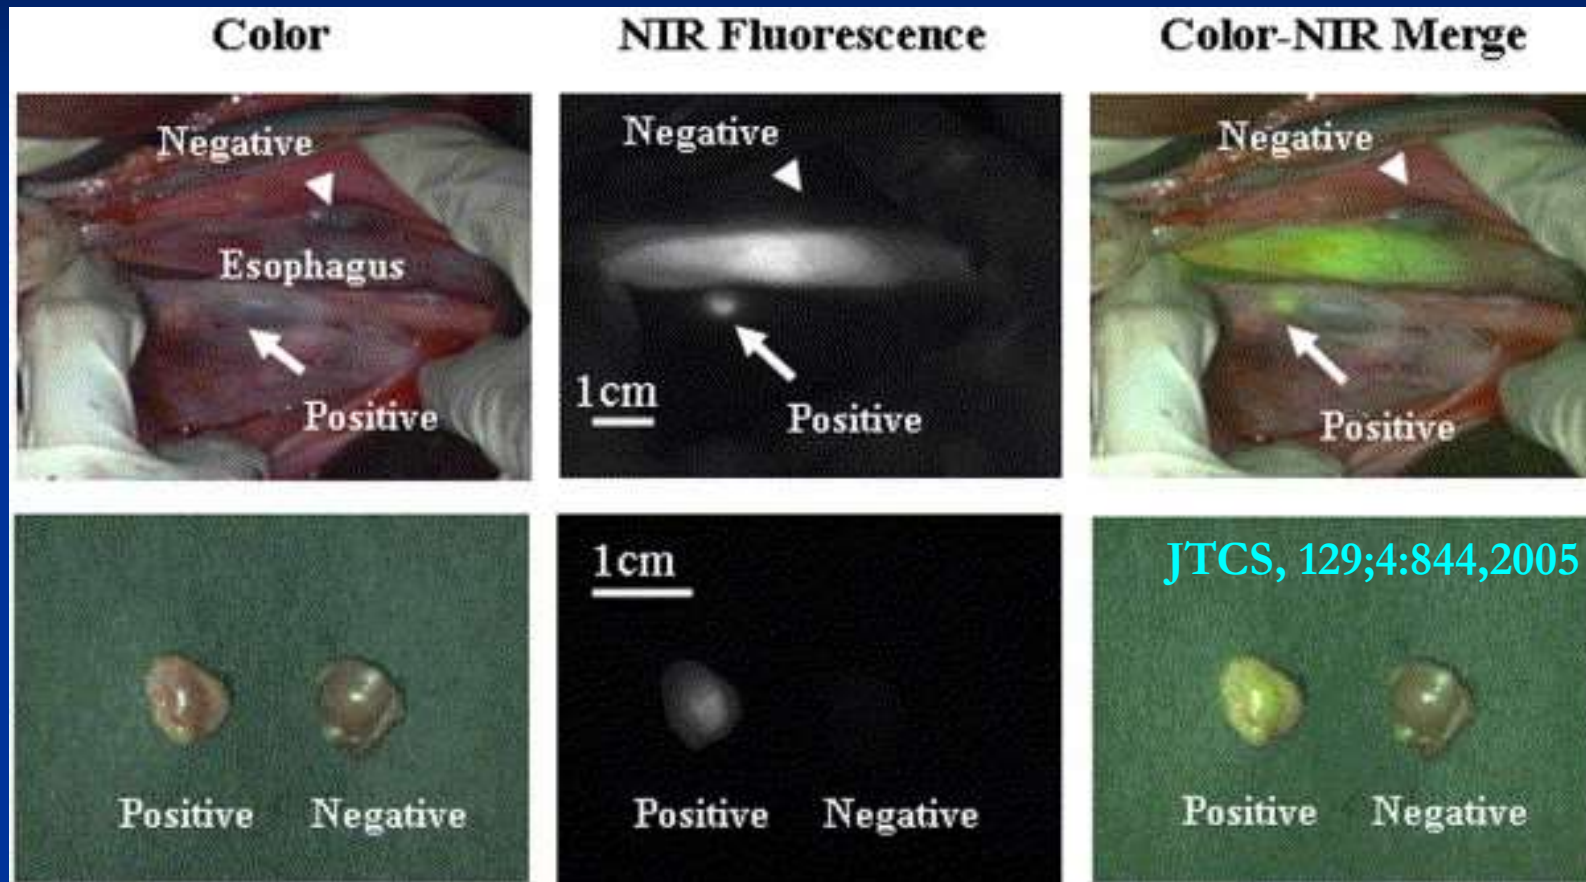 Color
NIR Fluorescence
Color-NIR Merge
Negative
Esophagus
Positive
Negative
1cm
Positive
Negative
Positive
Positive
Negative
1cm
Positive
Negative
JTCS, 129;4:844,2005
Positive
Negative